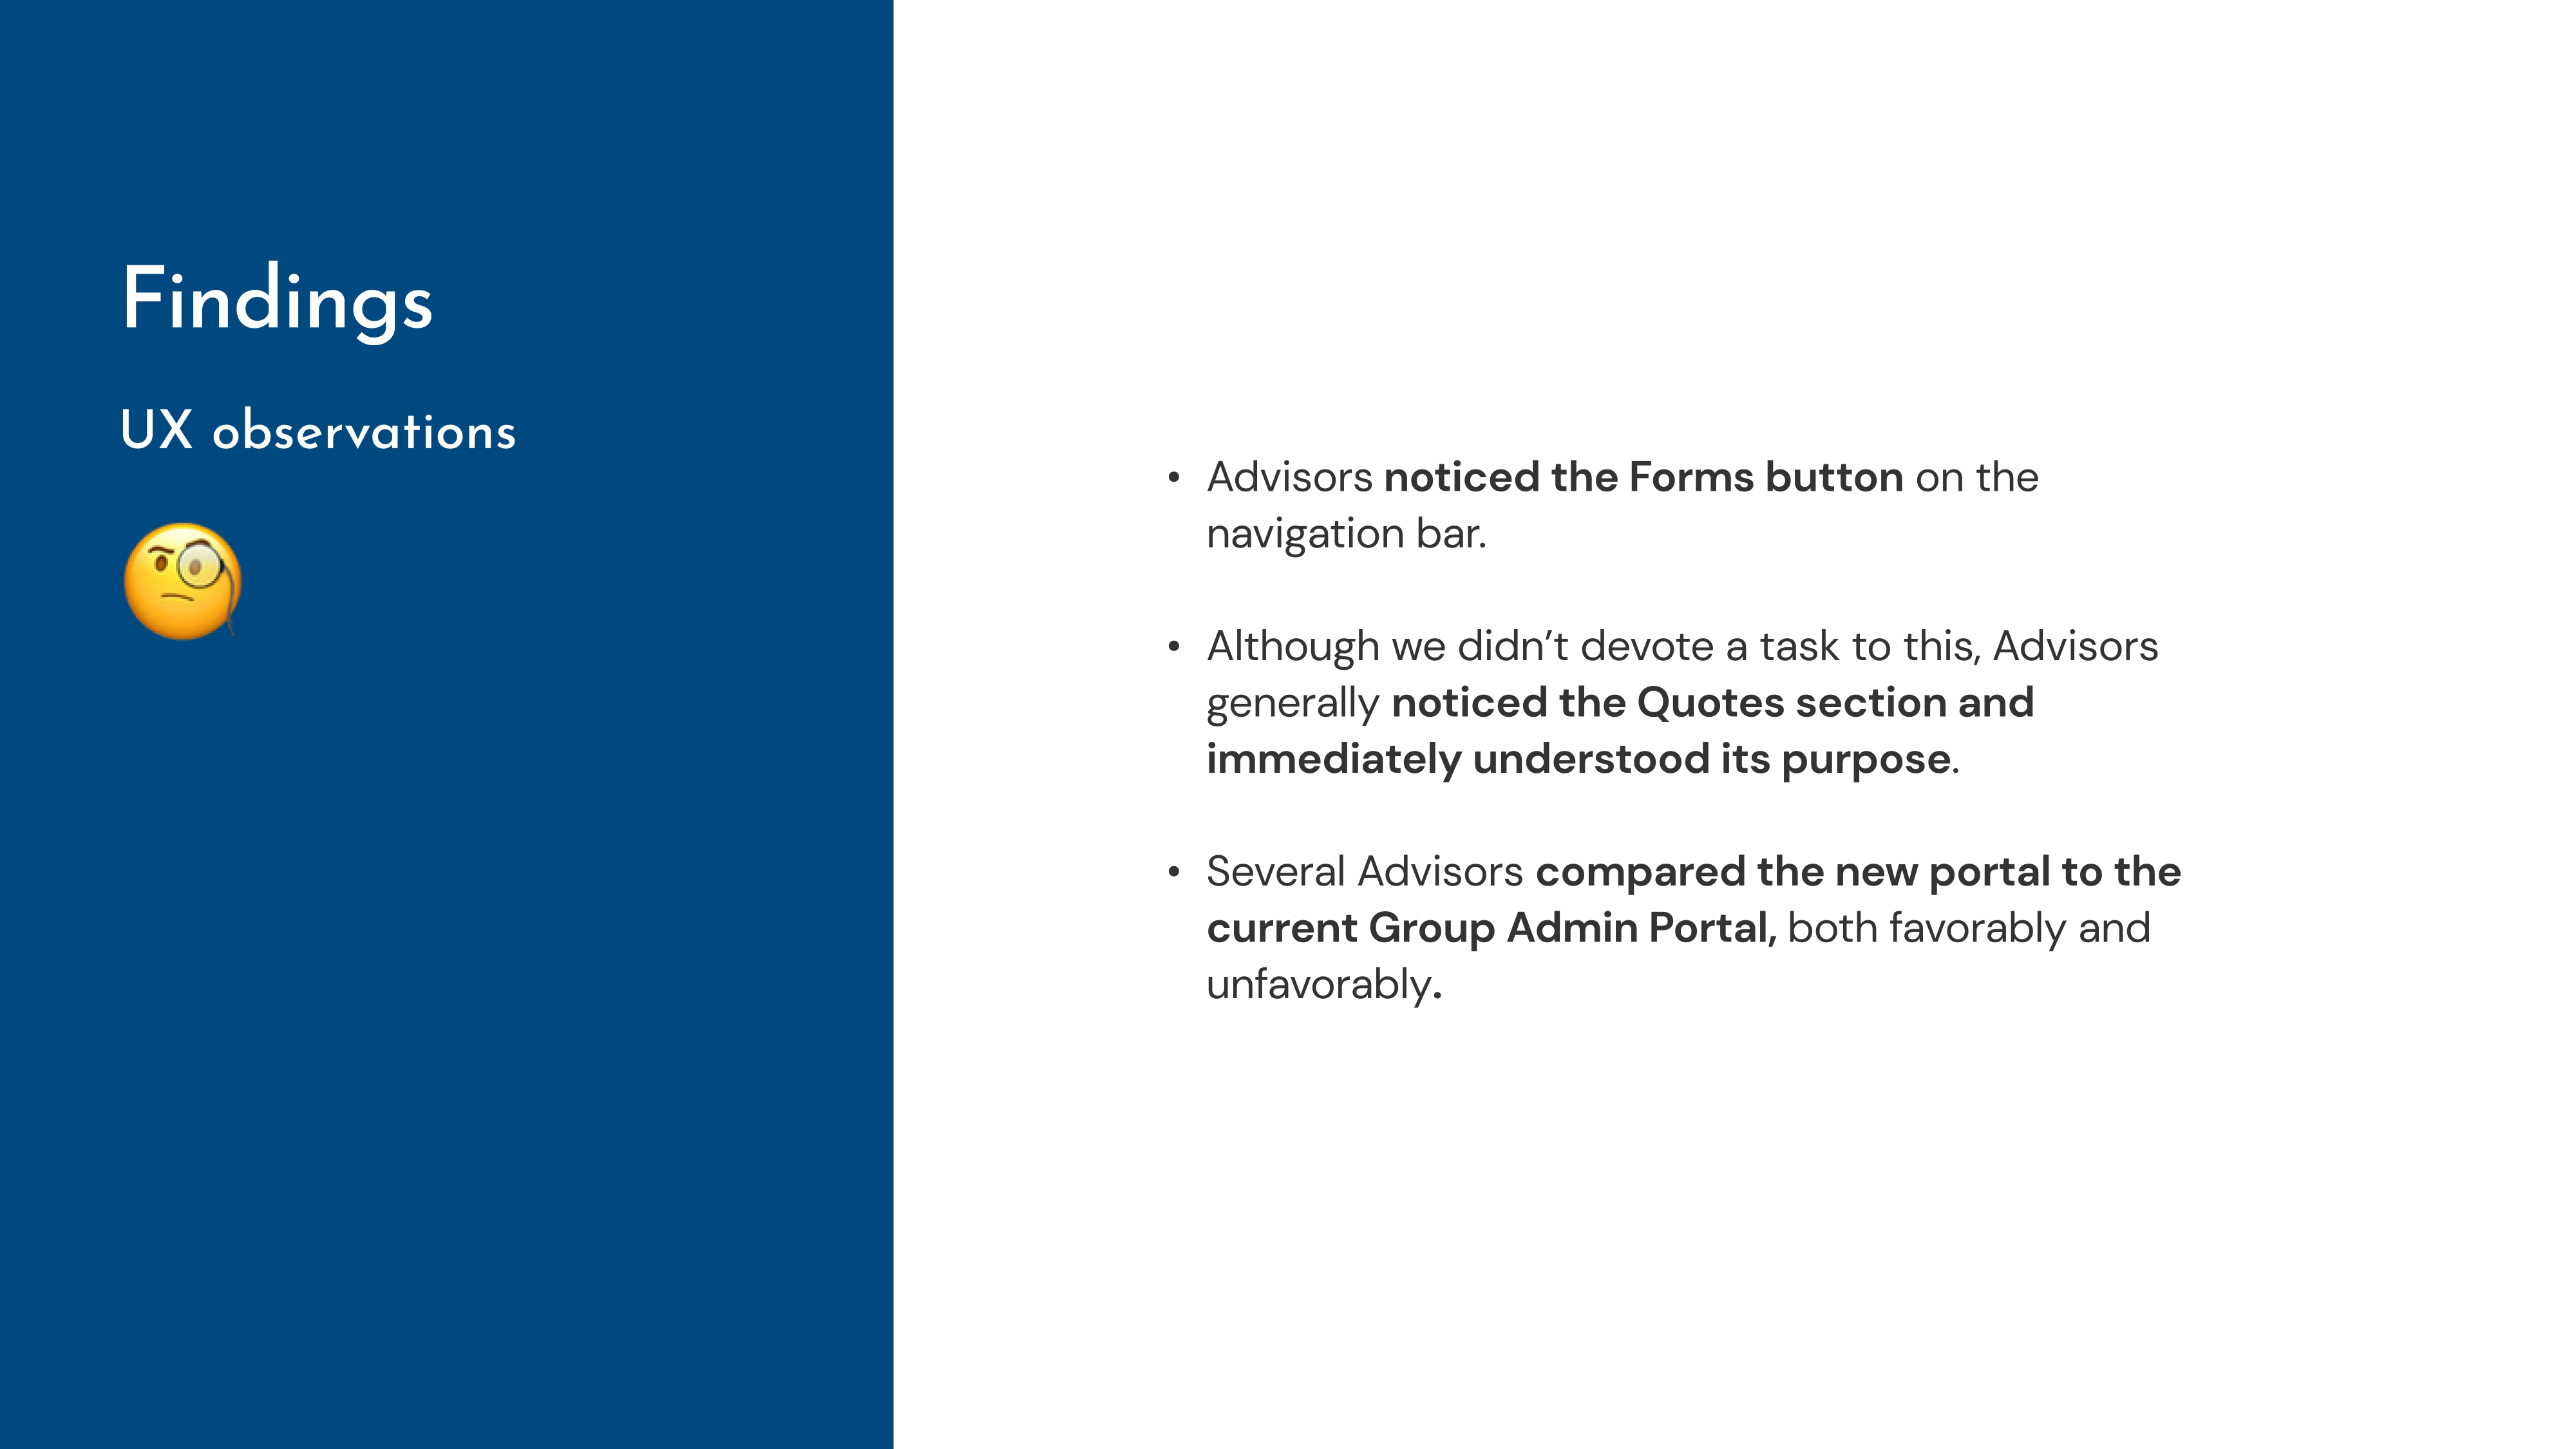 Findings
UX observations
• Advisors noticed the Forms button on the
navigation bar.
• Although we didn’t devote a task to this, Advisors
generally noticed the Quotes section and
immediately understood its purpose.
• Several Advisors compared the new portal to the
current Group Admin Portal, both favorably and
unfavorably.